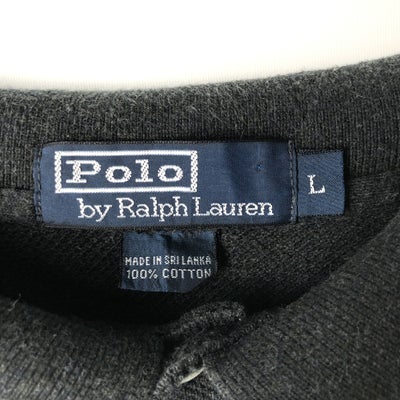 Polo
by Ralph Lauren
L
MADE IN SRI LANKA
100% COTTON